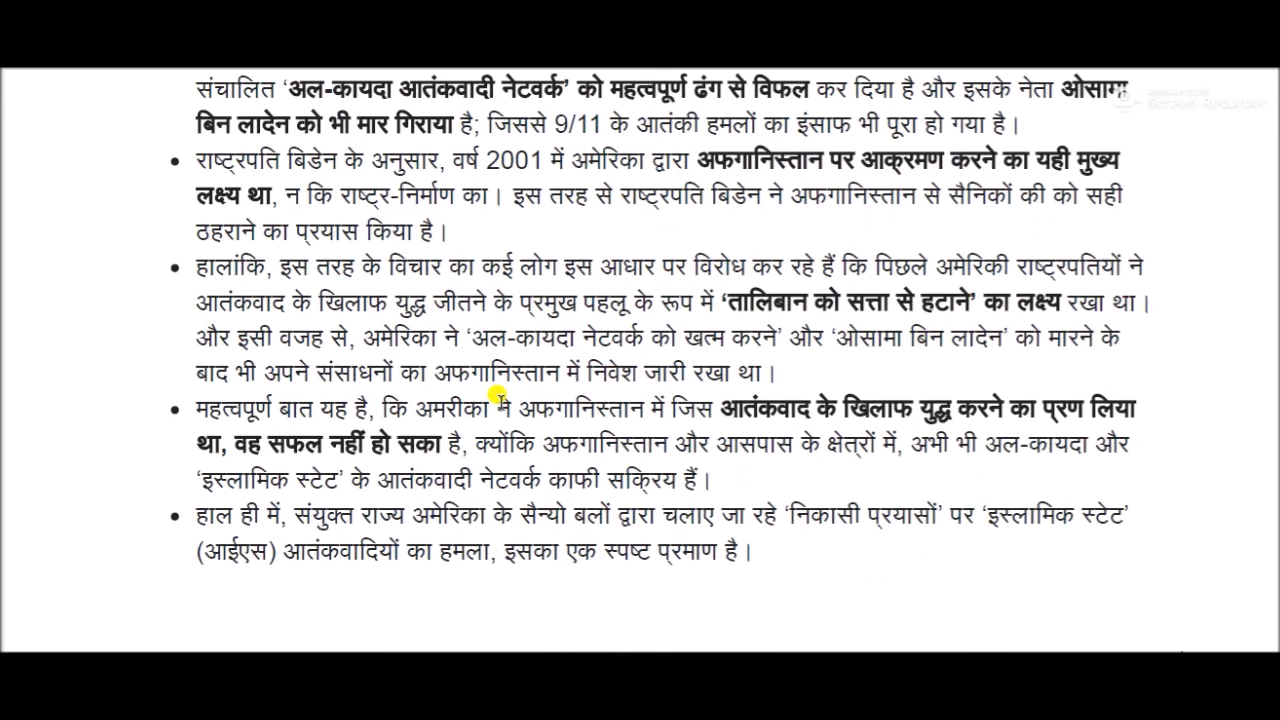 संचालित ‘अल-कायदा आतंकवादी नेटवर्क’ को महत्वपूर्ण ढंग से विफल कर दिया है और इसके नेता ओसामा
बिन लादेन को भी मार गिराया है; जिससे 9/11 के आतंकी हमलों का इंसाफ भी पूरा हो गया है।
राष्ट्रपति बिडेन के अनुसार, वर्ष 2001 में अमेरिका द्वारा अफगानिस्तान पर आक्रमण करने का यही मुख्य
लक्ष्य था, न कि राष्ट्र-निर्माण का। इस तरह से राष्ट्रपति बिडेन ने अफगानिस्तान से सैनिकों की को सही
ठहराने का प्रयास किया है।
हालांकि, इस तरह के विचार का कई लोग इस आधार पर विरोध कर रहे हैं कि पिछले अमेरिकी राष्ट्रपतियों ने
आतंकवाद के खिलाफ युद्ध जीतने के प्रमुख पहलू के रूप में ‘तालिबान को सत्ता से हटाने’ का लक्ष्य रखा था।
और इसी वजह से, अमेरिका ने ‘अल-कायदा नेटवर्क को खत्म करने’ और ‘ओसामा बिन लादेन’ को मारने के
बाद भी अपने संसाधनों का अफगानिस्तान में निवेश जारी रखा था।
महत्वपूर्ण बात यह है, कि अमरीका ने अफगानिस्तान में जिस आतंकवाद के खिलाफ युद्ध करने का प्रण लिया
था, वह सफल नहीं हो सका है, क्योंकि अफगानिस्तान और आसपास के क्षेत्रों में, अभी भी अल-कायदा और
‘इस्लामिक स्टेट’ के आतंकवादी नेटवर्क काफी सक्रिय हैं।
हाल ही में, संयुक्त राज्य अमेरिका के सैन्यो बलों द्वारा चलाए जा रहे ‘निकासी प्रयासों’ पर ‘इस्लामिक स्टेट’
(आईएस) आतंकवादियों का हमला, इसका एक स्पष्ट प्रमाण है।